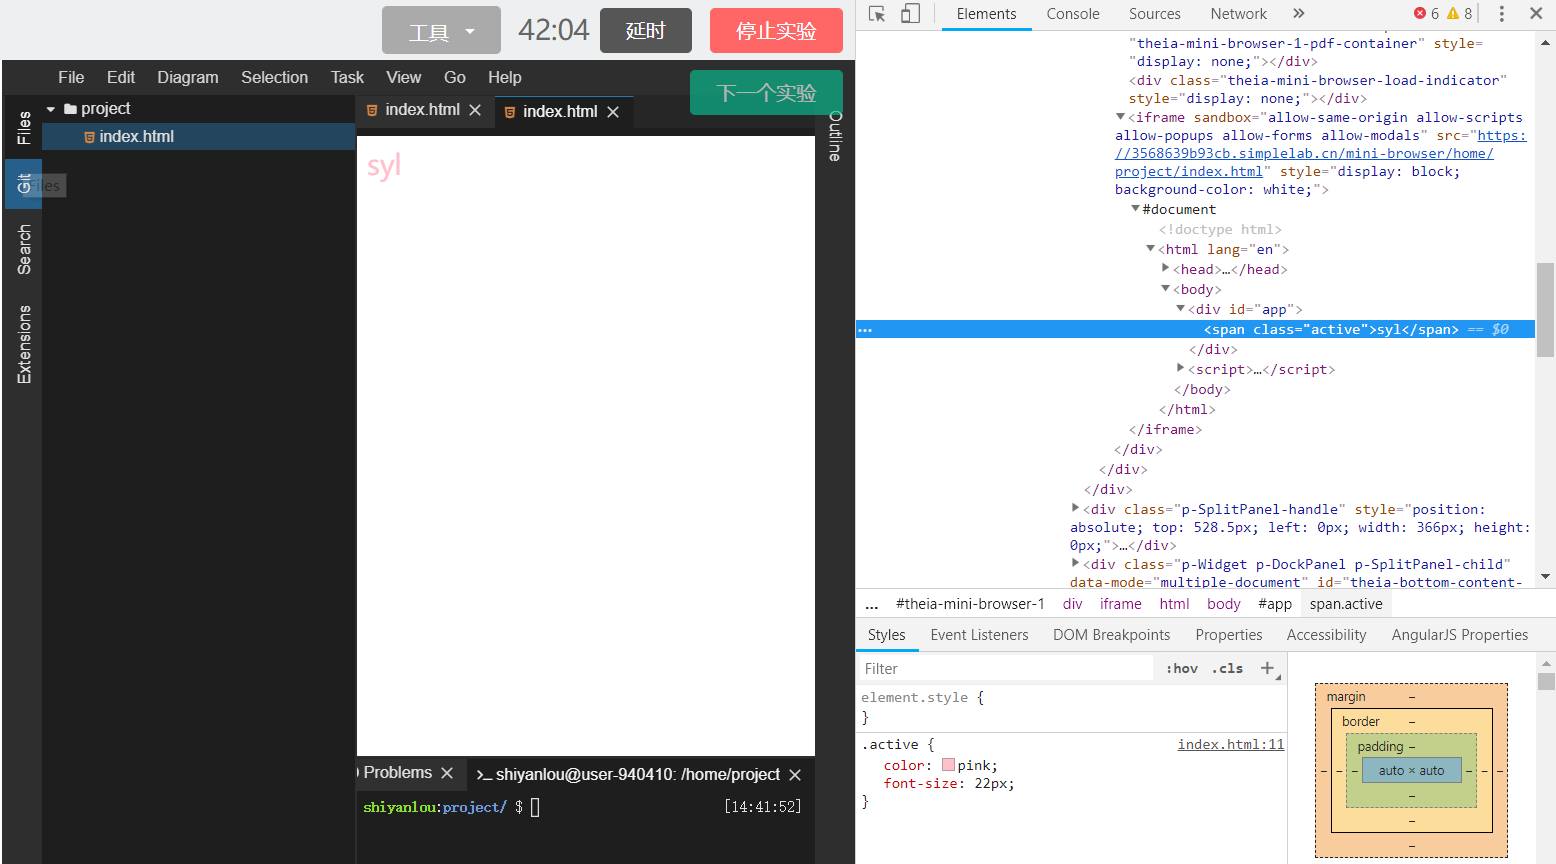 工具
42:04
延时
停止实验
File Edit Diagram Selection Task View Go Help
下一个实验
Files
Git
Files
Search
Extensions
project
index.html
index.html
index.html
Outline
syl
Problems
shiyanlou@user-940410: /home/project
shiyanlou:project/ $
[14:41:52]
Elements Console Sources Network » 6 8
"theia-mini-browser-1-pdf-container" style=
"display: none;"></div>
<div class="theia-mini-browser-load-indicator"
style="display: none;"></div>
<iframe sandbox="allow-same-origin allow-scripts
allow-popups allow-forms allow-modals" src="https:
//3568639b93cb.simplelab.cn/mini-browser/home/
project/index.html" style="display: block;
background-color: white;">
#document
<!doctype html>
<html lang="en">
<head>…</head>
<body>
<div id="app">
<span class="active">syl</span> == $0
</div>
<script>…</script>
</body>
</html>
</iframe>
</div>
</div>
</div>
<div class="p-SplitPanel-handle" style="position:
absolute; top: 528.5px; left: 0px; width: 366px; height:
0px;">…</div>
<div class="p-Widget p-DockPanel p-SplitPanel-child"
data-mode="multiple-document" id="theia-bottom-content-
... #theia-mini-browser-1 div iframe html body #app span.active
Styles Event Listeners DOM Breakpoints Properties Accessibility AngularJS Properties
Filter :hov .cls +
element.style {
}
.active { index.html:11
color: pink;
font-size: 22px;
}
margin –
border –
padding –
– – – auto × auto – – –
–
–
–